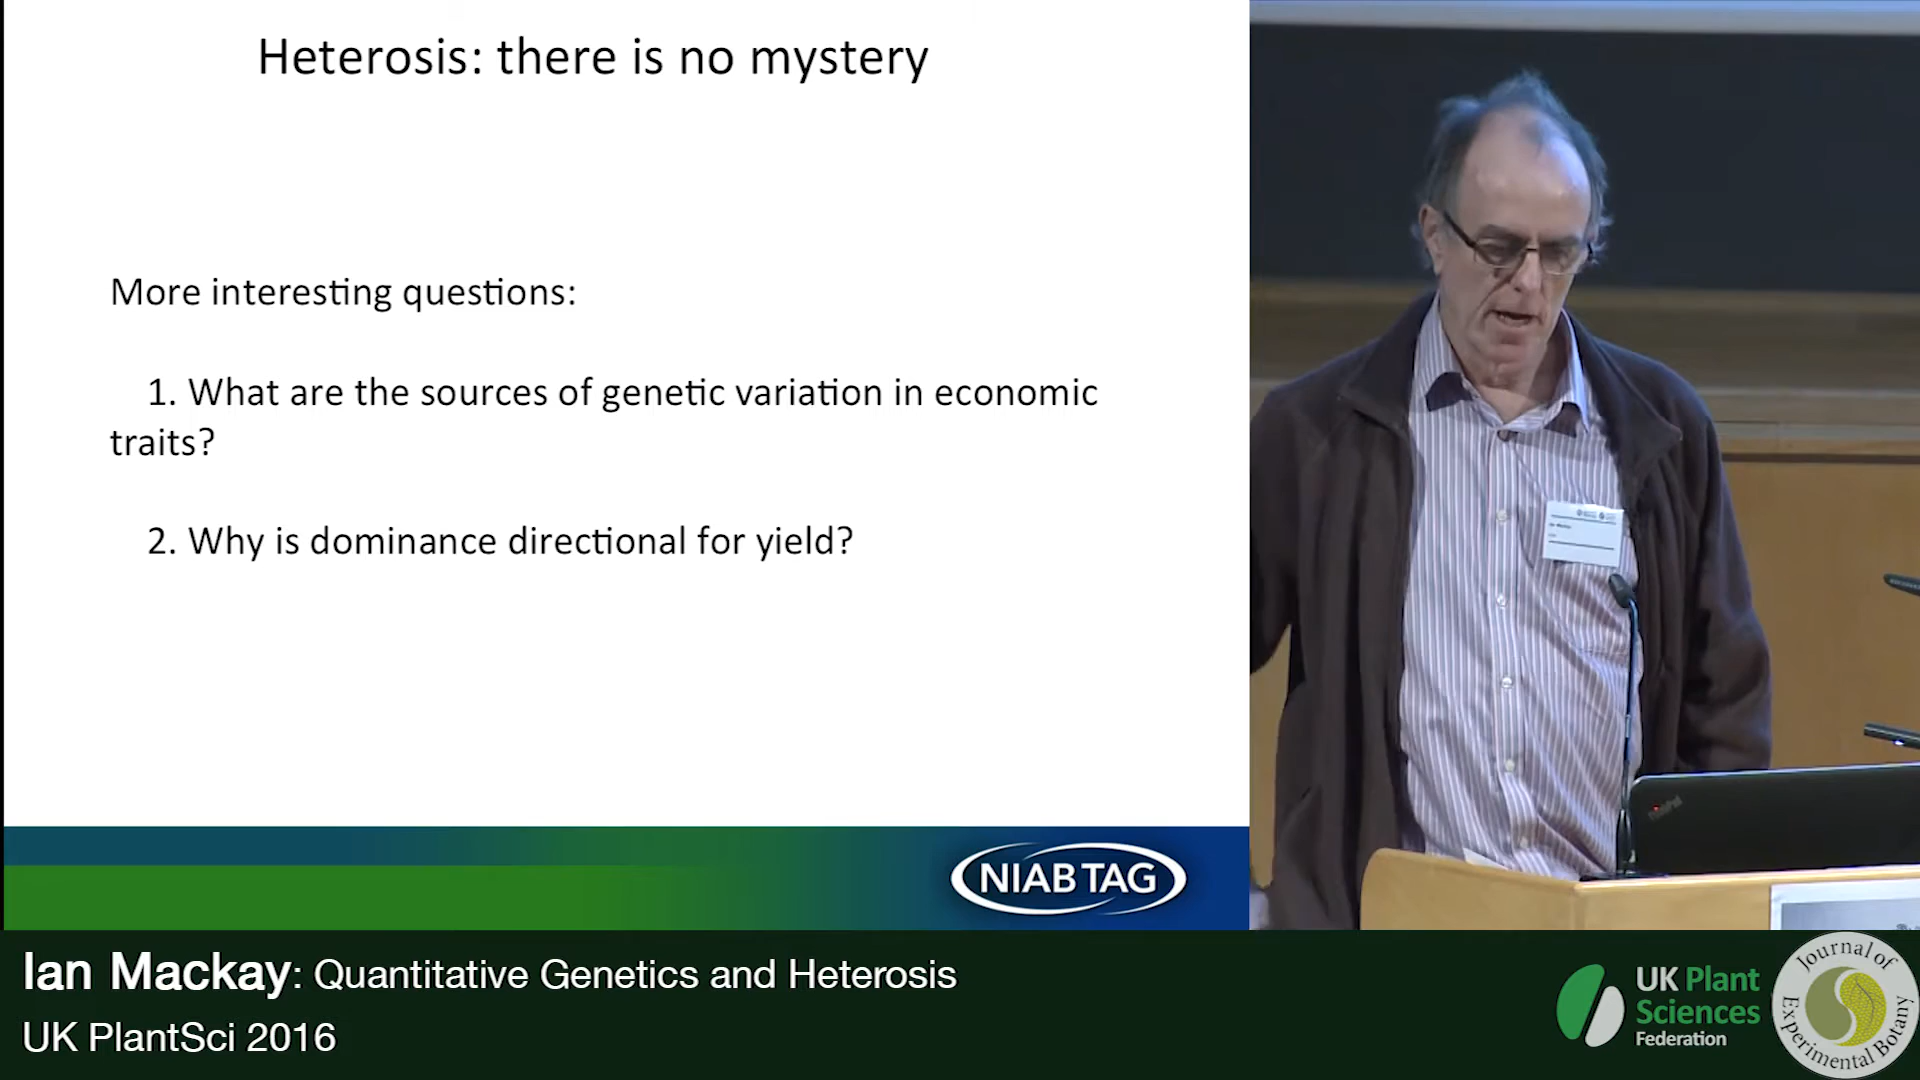 Heterosis: there is no mystery
More interesting questions:
1. What are the sources of genetic variation in economic
traits?
2. Why is dominance directional for yield?
NIAB TAG
Ian Mackay: Quantitative Genetics and Heterosis
UK PlantSci 2016
UK Plant
Sciences
Federation
Journal of
Experimental Botany